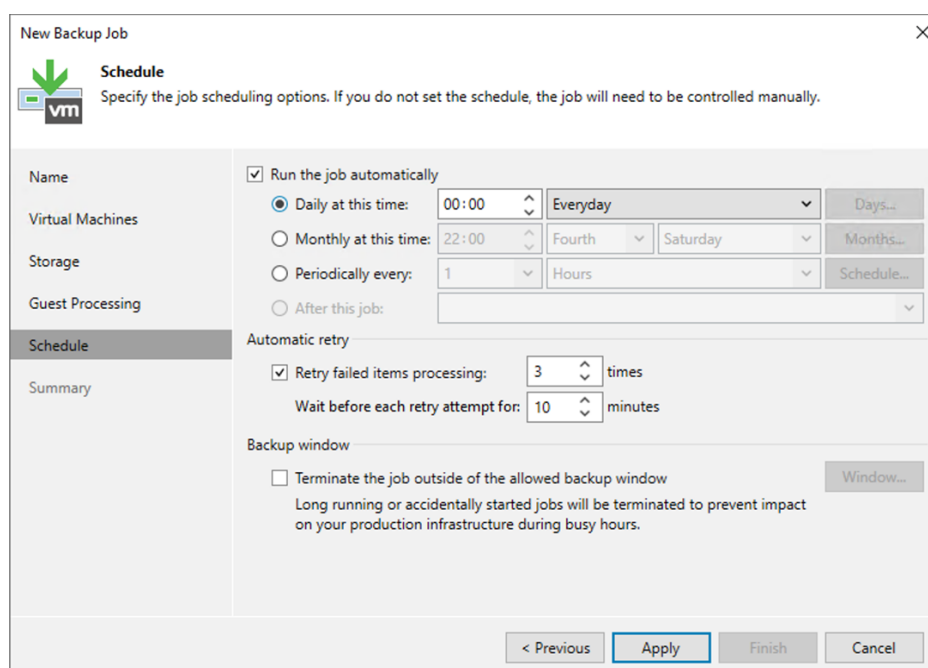 New Backup Job
Schedule
Specify the job scheduling options. If you do not set the schedule, the job will need to be controlled manually.
vm
Name
Virtual Machines
Storage
Guest Processing
Schedule
Summary
Run the job automatically
Daily at this time: 00:00 Everyday Days...
Monthly at this time: 22:00 Fourth Saturday Months...
Periodically every: 1 Hours Schedule...
After this job:
Automatic retry
Retry failed items processing: 3 times
Wait before each retry attempt for: 10 minutes
Backup window
Terminate the job outside of the allowed backup window Window...
Long running or accidentally started jobs will be terminated to prevent impact
on your production infrastructure during busy hours.
< Previous Apply Finish Cancel